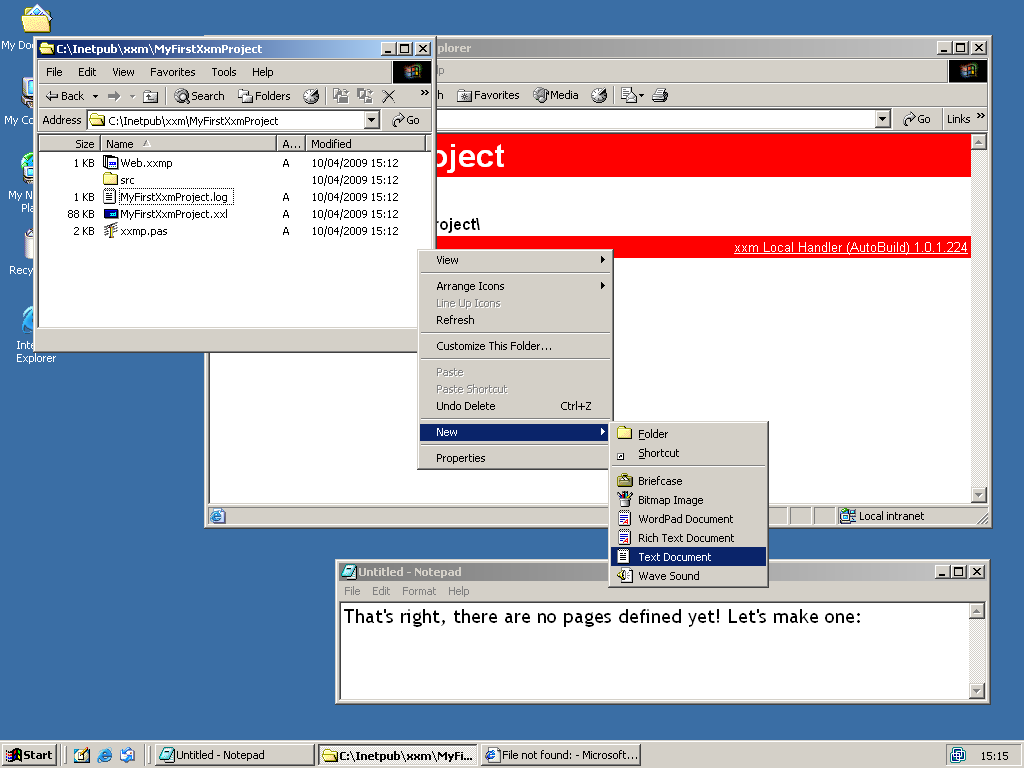 My Do
My Co
My N
Pla
Recy
Inte
Explorer
C:\Inetpub\xxm\MyFirstXxmProject
File Edit View Favorites Tools Help
Back Search Folders »
Address C:\Inetpub\xxm\MyFirstXxmProject Go
Size Name A... Modified
1 KB Web.xxmp A 10/04/2009 15:12
src 10/04/2009 15:12
1 KB MyFirstXxmProject.log A 10/04/2009 15:12
88 KB MyFirstXxmProject.xxl A 10/04/2009 15:12
2 KB xxmp.pas A 10/04/2009 15:12
plorer
lp
h Favorites Media
Go Links »
oject
roject\
xxm Local Handler (AutoBuild) 1.0.1.224
View
Arrange Icons
Line Up Icons
Refresh
Customize This Folder...
Paste
Paste Shortcut
Undo Delete Ctrl+Z
New
Properties
Folder
Shortcut
Briefcase
Bitmap Image
WordPad Document
Rich Text Document
Text Document
Wave Sound
Local intranet
Untitled - Notepad
File Edit Format Help
That's right, there are no pages defined yet! Let's make one:
Start Untitled - Notepad C:\Inetpub\xxm\MyFi... File not found: - Microsoft... 15:15